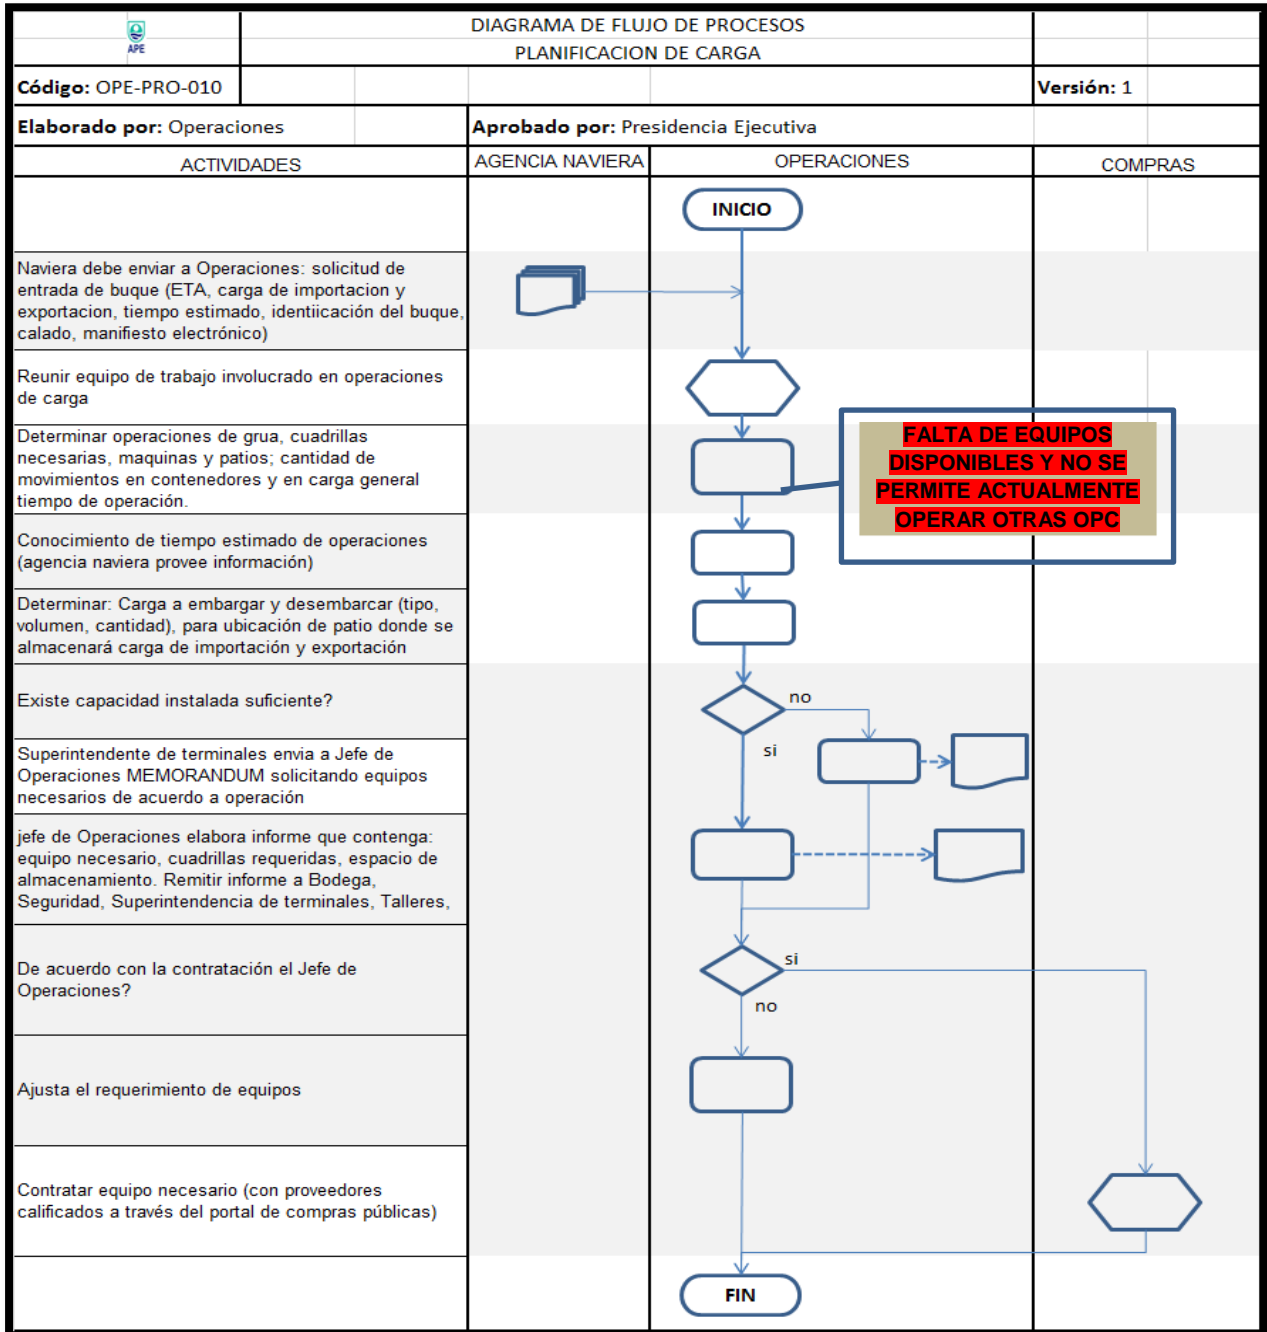 APE
DIAGRAMA DE FLUJO DE PROCESOS
PLANIFICACION DE CARGA
Código: OPE-PRO-010
Versión: 1
Elaborado por: Operaciones
Aprobado por: Presidencia Ejecutiva
ACTIVIDADES
AGENCIA NAVIERA
OPERACIONES
COMPRAS
INICIO
Naviera debe enviar a Operaciones: solicitud de
entrada de buque (ETA, carga de importacion y
exportacion, tiempo estimado, identiicación del buque,
calado, manifiesto electrónico)
Reunir equipo de trabajo involucrado en operaciones
de carga
Determinar operaciones de grua, cuadrillas
necesarias, maquinas y patios; cantidad de
movimientos en contenedores y en carga general
tiempo de operación.
FALTA DE EQUIPOS
DISPONIBLES Y NO SE
PERMITE ACTUALMENTE
OPERAR OTRAS OPC
Conocimiento de tiempo estimado de operaciones
(agencia naviera provee información)
Determinar: Carga a embargar y desembarcar (tipo,
volumen, cantidad), para ubicación de patio donde se
almacenará carga de importación y exportación
Existe capacidad instalada suficiente?
no
si
Superintendente de terminales envia a Jefe de
Operaciones MEMORANDUM solicitando equipos
necesarios de acuerdo a operación
jefe de Operaciones elabora informe que contenga:
equipo necesario, cuadrillas requeridas, espacio de
almacenamiento. Remitir informe a Bodega,
Seguridad, Superintendencia de terminales, Talleres,
De acuerdo con la contratación el Jefe de
Operaciones?
si
no
Ajusta el requerimiento de equipos
Contratar equipo necesario (con proveedores
calificados a través del portal de compras públicas)
FIN